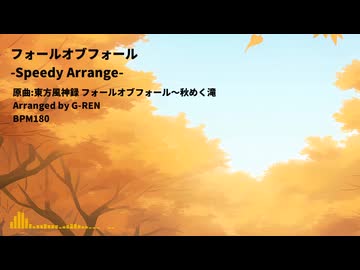 フォールオブフォール
-Speedy Arrange-
原曲:東方風神録 フォールオブフォール～秋めく滝
Arranged by G-REN
BPM180